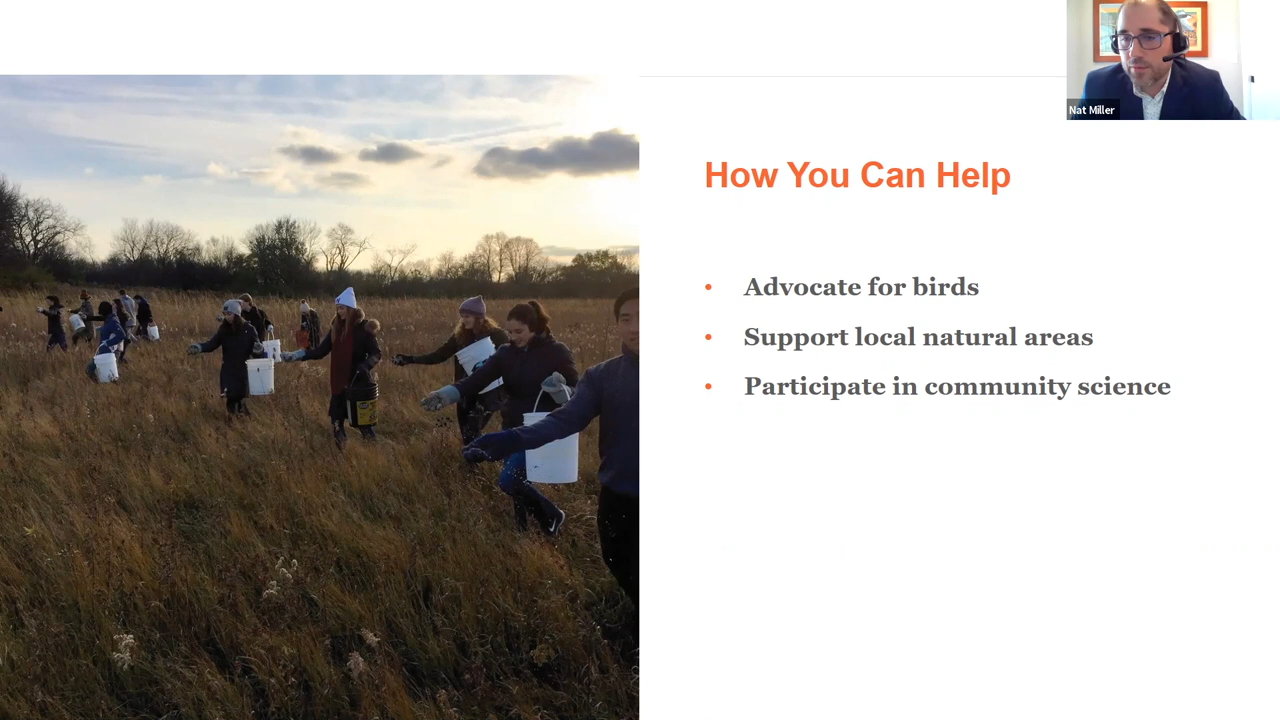 Nat Miller
How You Can Help
• Advocate for birds
• Support local natural areas
• Participate in community science